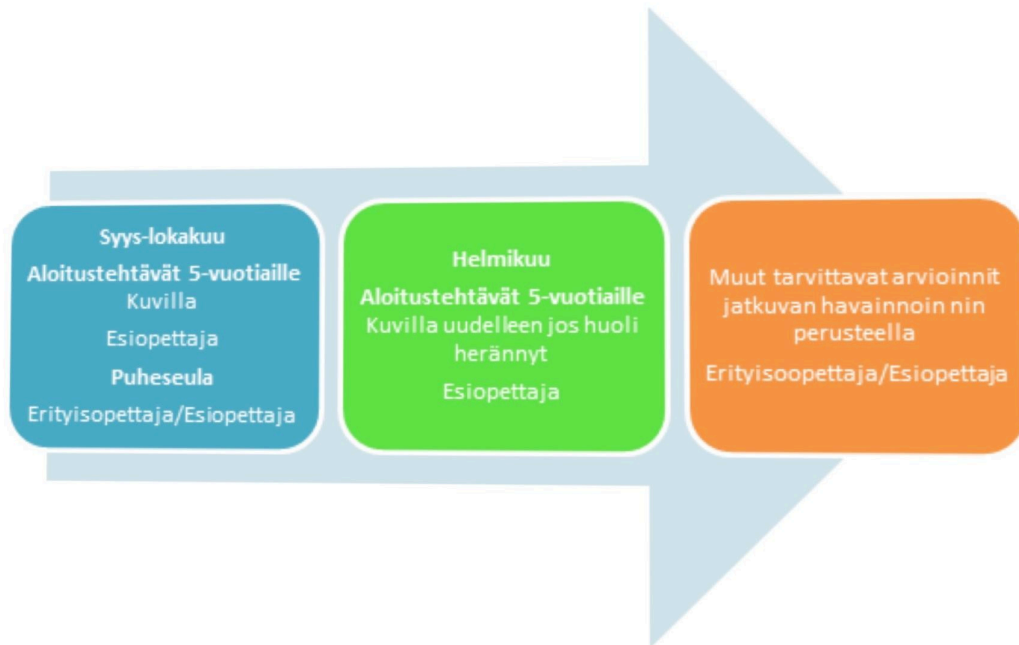 Syys-lokakuu
Aloitustehtävät 5-vuotiaille
Kuvilla
Esiopettaja
Puheseula
Erityisopettaja/Esiopettaja
Helmikuu
Aloitustehtävät 5-vuotiaille
Kuvilla uudelleen jos huoli
herännyt
Esiopettaja
Muut tarvittavat arvioinnit
jatkuvan havainnoin nin
perusteella
Erityisoopettaja/Esiopettaja